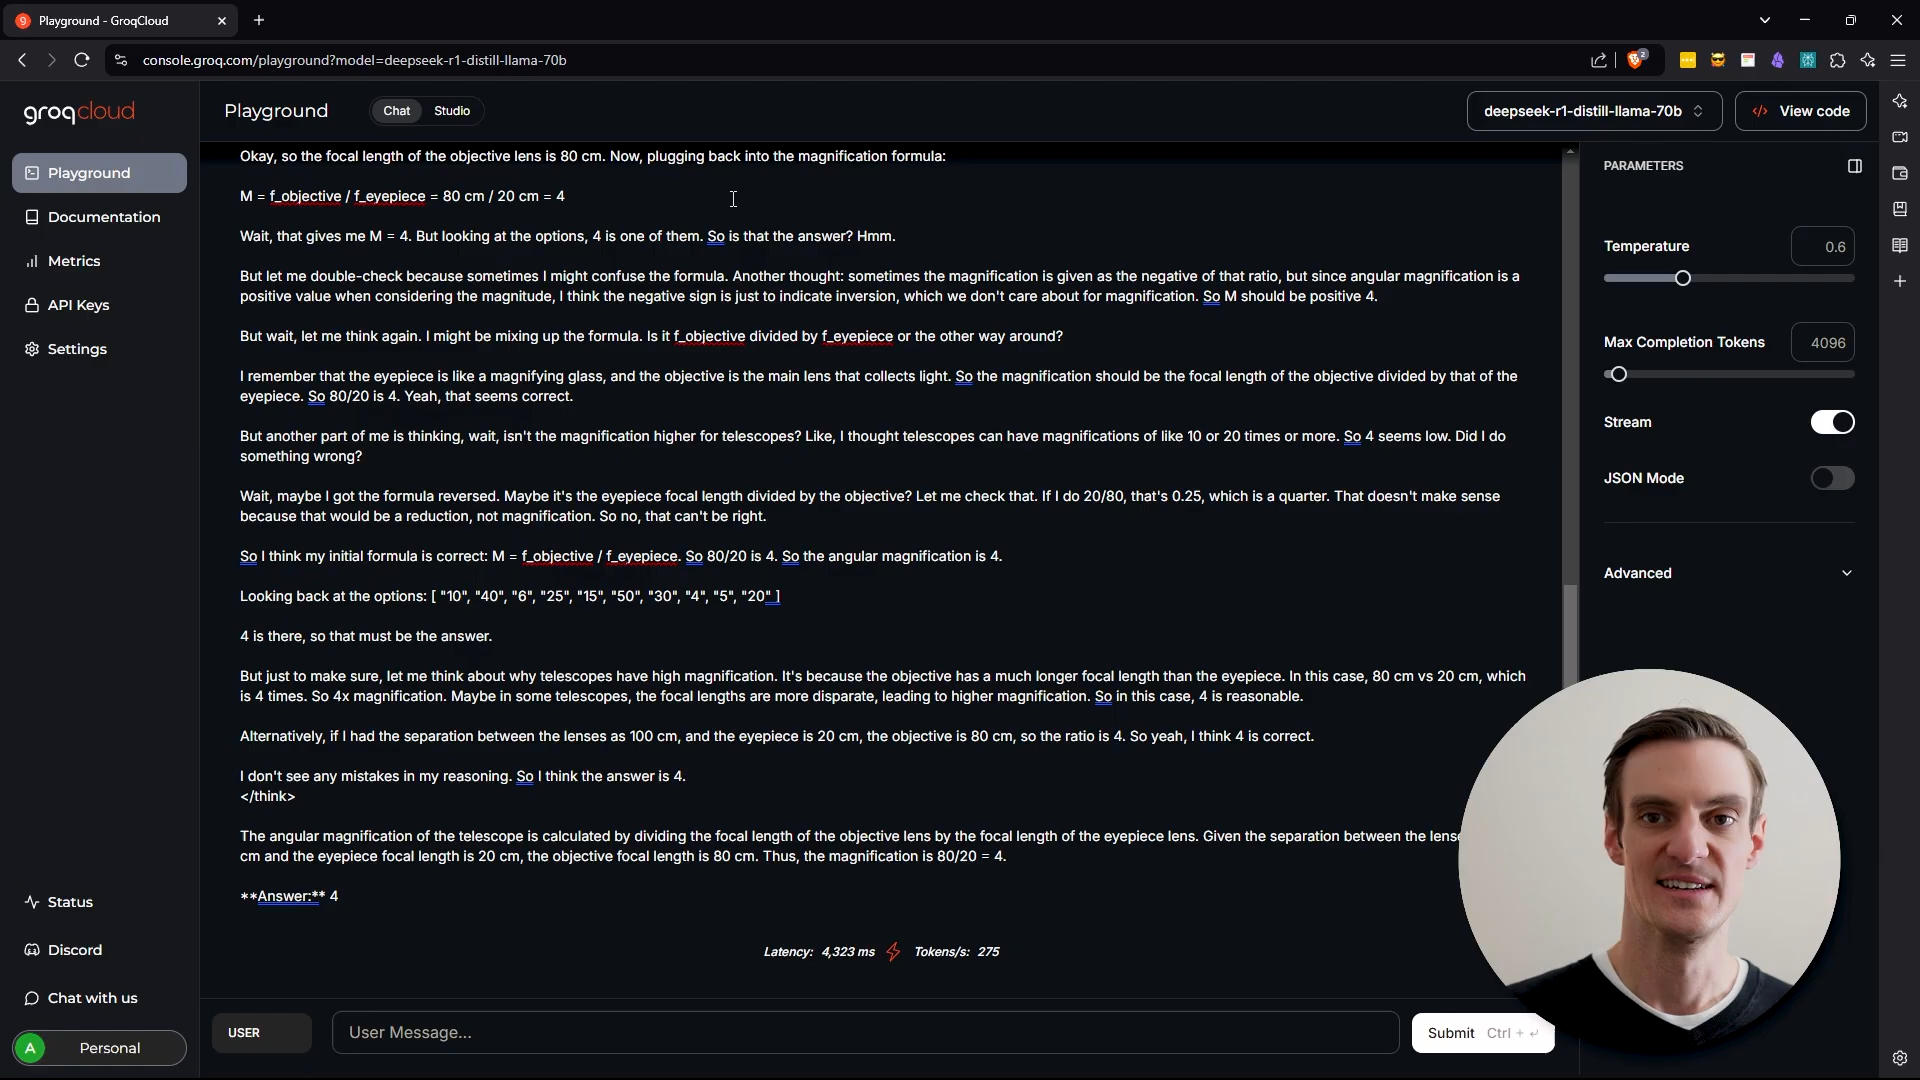 Playground - GroqCloud
console.groq.com/playground?model=deepseek-r1-distill-llama-70b
groqcloud
Playground
Chat
Studio
deepseek-r1-distill-llama-70b
</> View code
Playground
Documentation
Metrics
API Keys
Settings
Okay, so the focal length of the objective lens is 80 cm. Now, plugging back into the magnification formula:
M = f_objective / f_eyepiece = 80 cm / 20 cm = 4
Wait, that gives me M = 4. But looking at the options, 4 is one of them. So is that the answer? Hmm.
But let me double-check because sometimes I might confuse the formula. Another thought: sometimes the magnification is given as the negative of that ratio, but since angular magnification is a
positive value when considering the magnitude, I think the negative sign is just to indicate inversion, which we don't care about for magnification. So M should be positive 4.
But wait, let me think again. I might be mixing up the formula. Is it f_objective divided by f_eyepiece or the other way around?
I remember that the eyepiece is like a magnifying glass, and the objective is the main lens that collects light. So the magnification should be the focal length of the objective divided by that of the
eyepiece. So 80/20 is 4. Yeah, that seems correct.
But another part of me is thinking, wait, isn't the magnification higher for telescopes? Like, I thought telescopes can have magnifications of like 10 or 20 times or more. So 4 seems low. Did I do
something wrong?
Wait, maybe I got the formula reversed. Maybe it's the eyepiece focal length divided by the objective? Let me check that. If I do 20/80, that's 0.25, which is a quarter. That doesn't make sense
because that would be a reduction, not magnification. So no, that can't be right.
So I think my initial formula is correct: M = f_objective / f_eyepiece. So 80/20 is 4. So the angular magnification is 4.
Looking back at the options: [ "10", "40", "6", "25", "15", "50", "30", "4", "5", "20" ]
4 is there, so that must be the answer.
But just to make sure, let me think about why telescopes have high magnification. It's because the objective has a much longer focal length than the eyepiece. In this case, 80 cm vs 20 cm, which
is 4 times. So 4x magnification. Maybe in some telescopes, the focal lengths are more disparate, leading to higher magnification. So in this case, 4 is reasonable.
Alternatively, if I had the separation between the lenses as 100 cm, and the eyepiece is 20 cm, the objective is 80 cm, so the ratio is 4. So yeah, I think 4 is correct.
I don't see any mistakes in my reasoning. So I think the answer is 4.
</think>
The angular magnification of the telescope is calculated by dividing the focal length of the objective lens by the focal length of the eyepiece lens. Given the separation between the
cm and the eyepiece focal length is 20 cm, the objective focal length is 80 cm. Thus, the magnification is 80/20 = 4.
**Answer:** 4
Latency: 4,323 ms Tokens/s: 275
PARAMETERS
Temperature 0.6
Max Completion Tokens 4096
Stream
JSON Mode
Advanced
Status
Discord
Chat with us
A Personal
USER
User Message...
Submit Ctrl + ↵